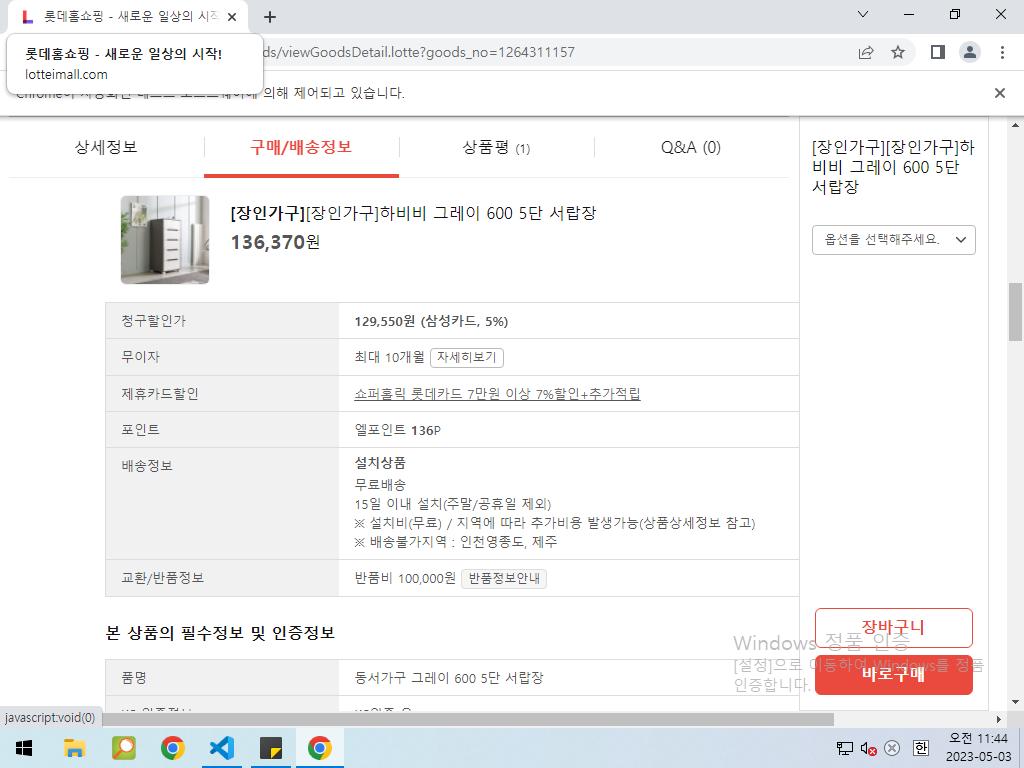 롯데홈쇼핑 - 새로운 일상의 시작
롯데홈쇼핑 - 새로운 일상의 시작!
lotteimall.com
ds/viewGoodsDetail.lotte?goods_no=1264311157
의해 제어되고 있습니다.
상세정보
구매/배송정보
상품평 (1)
Q&A (0)
[장인가구][장인가구]하비비 그레이 600 5단 서랍장
136,370원
청구할인가
129,550원 (삼성카드, 5%)
무이자
최대 10개월 자세히보기
제휴카드할인
쇼퍼홀릭 롯데카드 7만원 이상 7%할인+추가적립
포인트
엘포인트 136P
배송정보
설치상품
무료배송
15일 이내 설치(주말/공휴일 제외)
※ 설치비(무료) / 지역에 따라 추가비용 발생가능(상품상세정보 참고)
※ 배송불가지역 : 인천영종도, 제주
교환/반품정보
반품비 100,000원 반품정보안내
본 상품의 필수정보 및 인증정보
품명
동서가구 그레이 600 5단 서랍장
[장인가구][장인가구]하
비비 그레이 600 5단
서랍장
옵션을 선택해주세요.
장바구니
바로구매
Windows 정품 인증
[설정]으로 이동하여 Windows를 정품
인증합니다.
javascript:void(0)
한
오전 11:44
2023-05-03